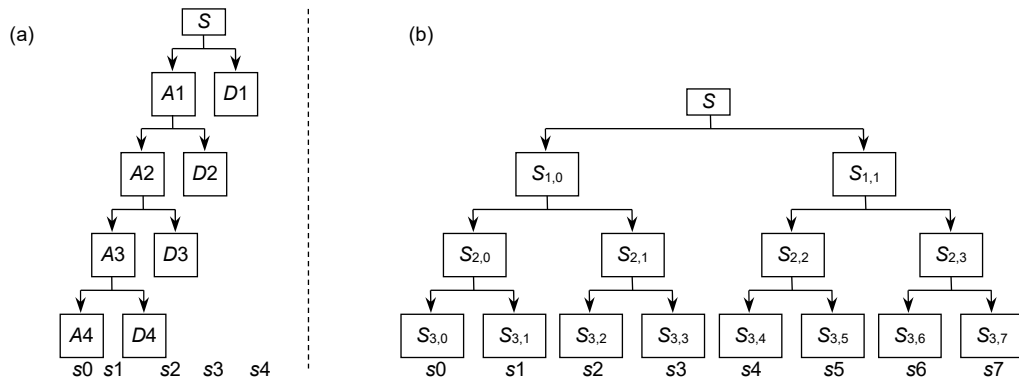 (a)
S
A1 D1
A2 D2
A3 D3
A4 D4
s0 s1 s2 s3 s4
(b)
S
S1,0 S1,1
S2,0 S2,1 S2,2 S2,3
S3,0 S3,1 S3,2 S3,3 S3,4 S3,5 S3,6 S3,7
s0 s1 s2 s3 s4 s5 s6 s7